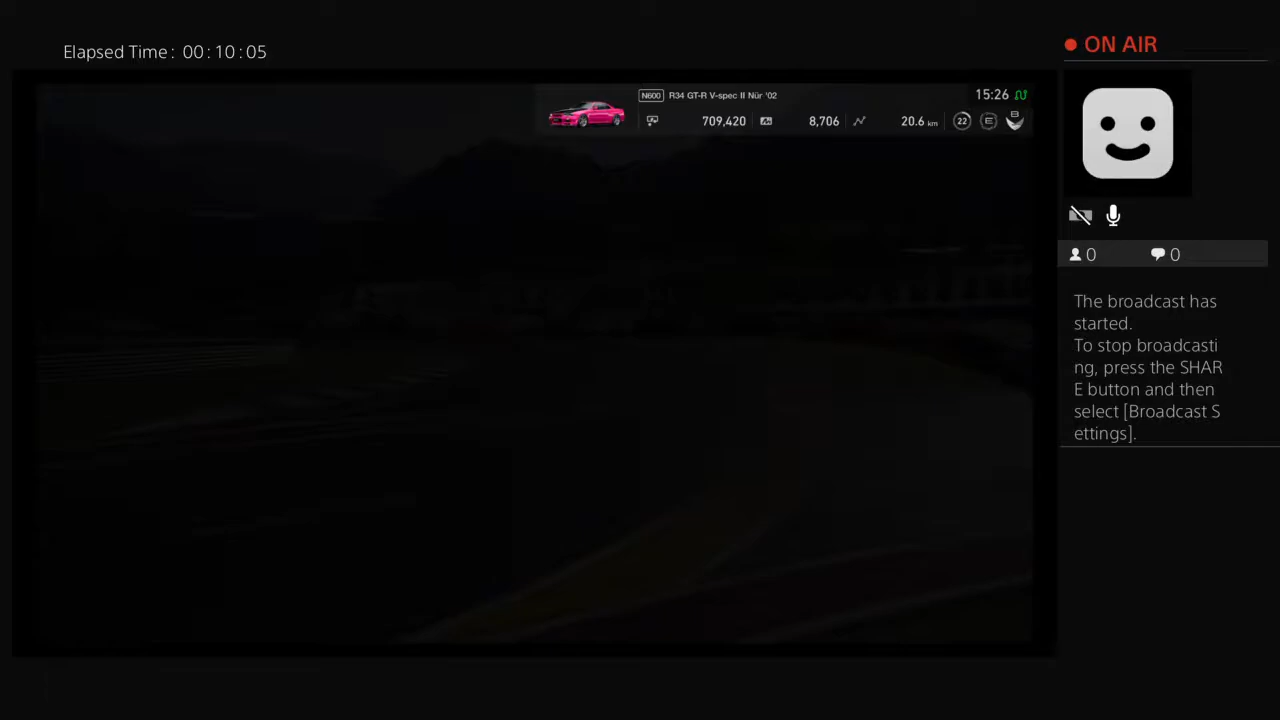 Elapsed Time: 00:10:05
ON AIR
N600 R34 GT-R V-spec II Nür '02
15:26
709,420 8,706 20.6 km 22 E B
0 0
The broadcast has
started.
To stop broadcasti
ng, press the SHAR
E button and then
select [Broadcast S
ettings].